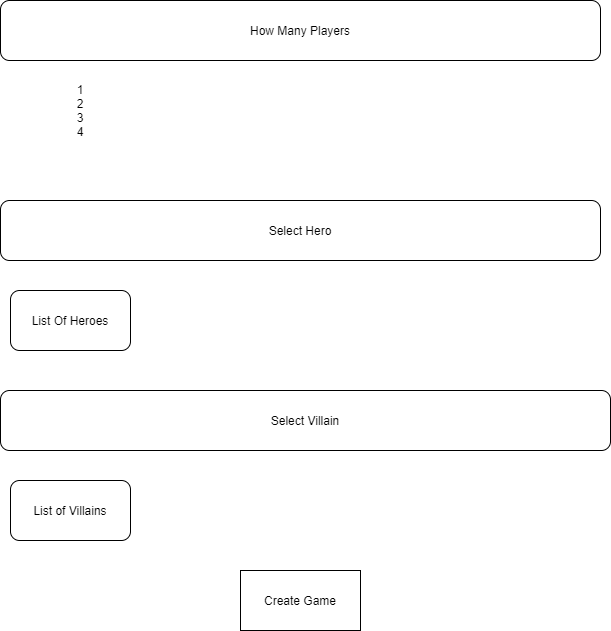 How Many Players
1
2
3
4
Select Hero
List Of Heroes
Select Villain
List of Villains
Create Game